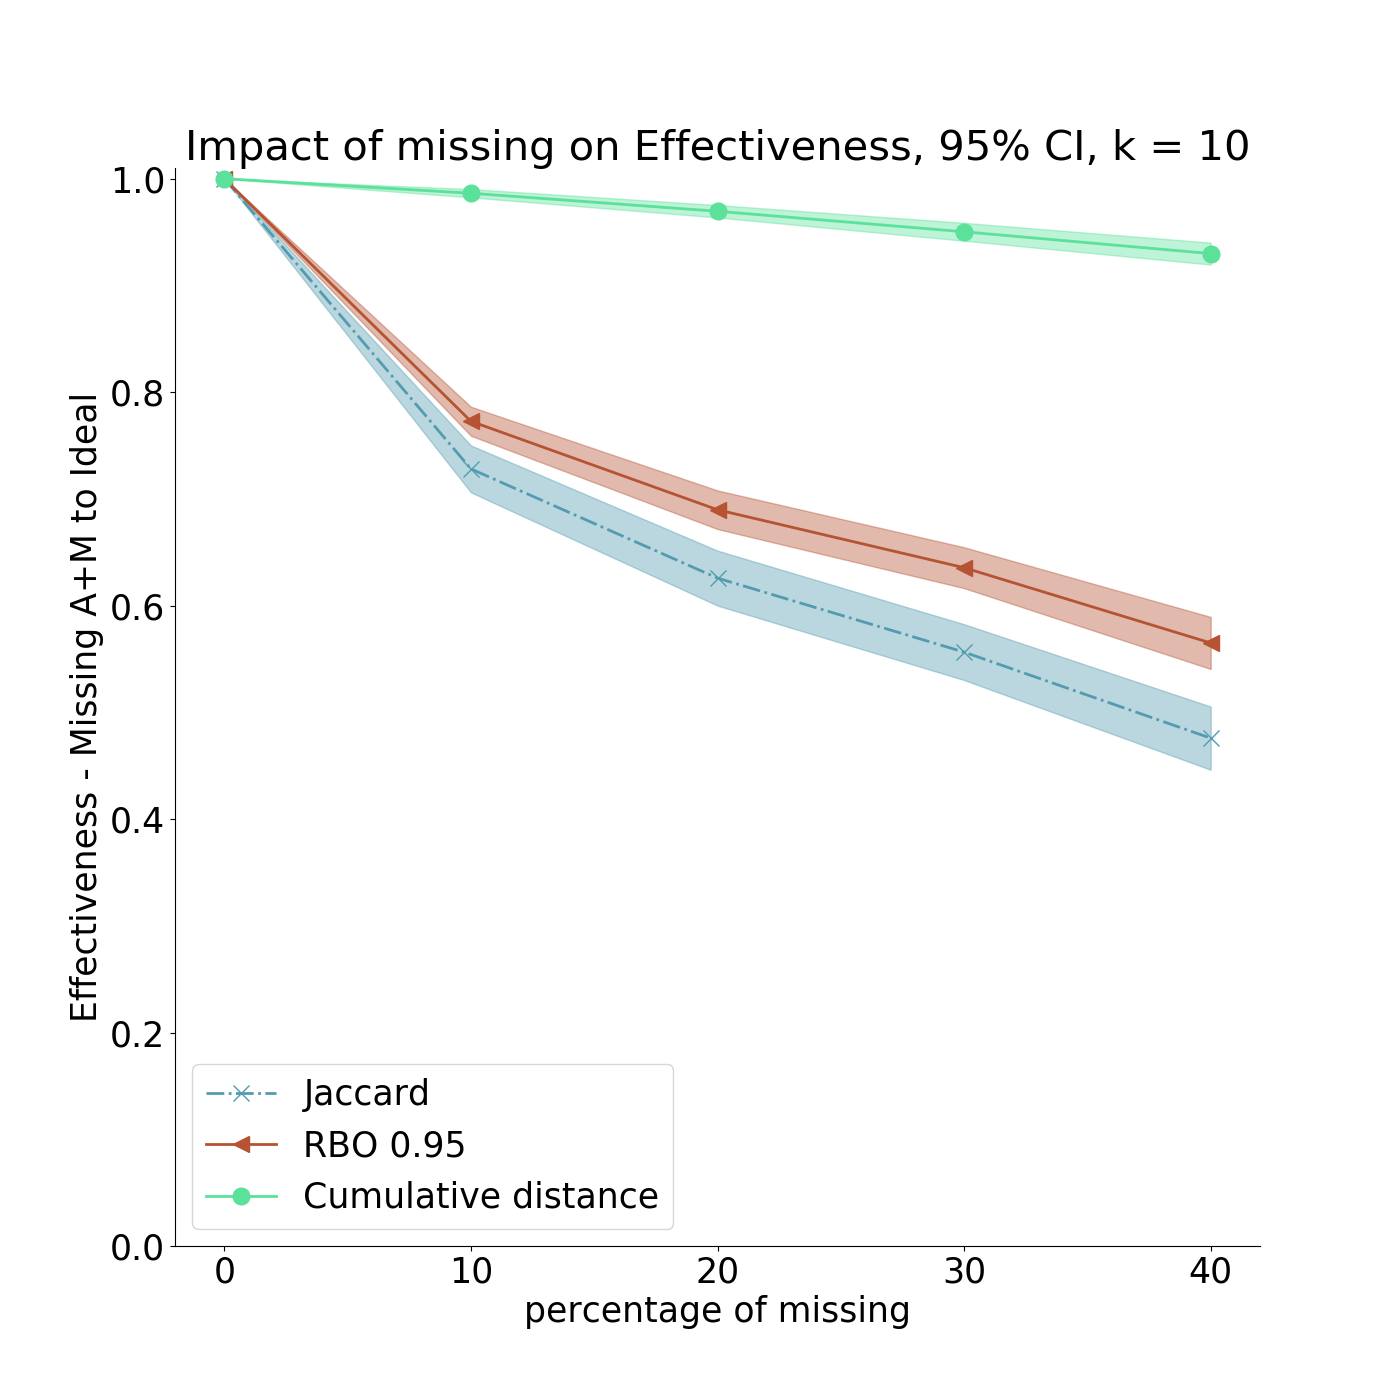 Impact of missing on Effectiveness, 95% CI, k = 10
Effectiveness - Missing A+M to Ideal
1.0
0.8
0.6
0.4
0.2
0.0
Jaccard
RBO 0.95
Cumulative distance
0 10 20 30 40
percentage of missing